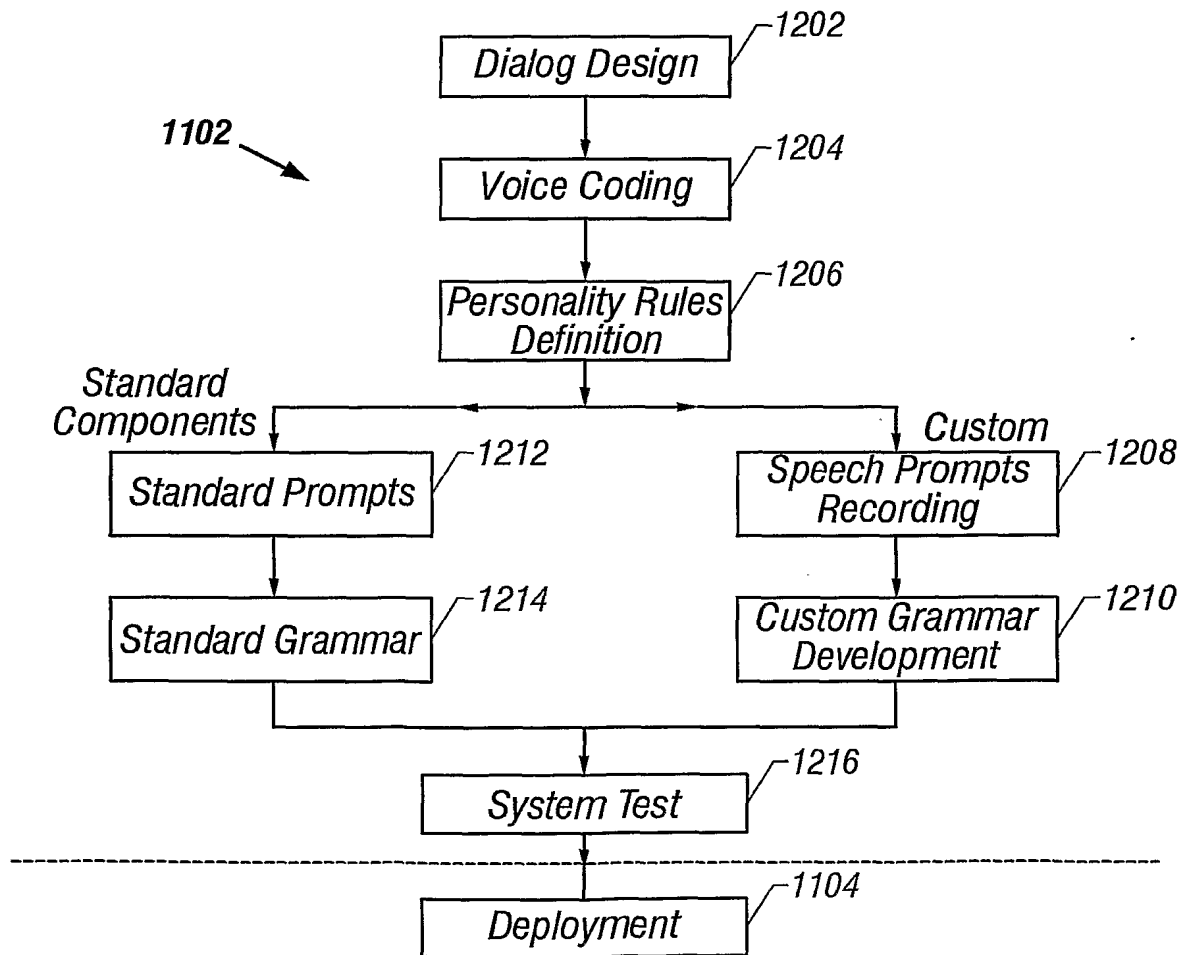 1202
Dialog Design
1102
1204
Voice Coding
1206
Personality Rules
Definition
Standard
Components
Custom
1212
Standard Prompts
1208
Speech Prompts
Recording
1214
Standard Grammar
1210
Custom Grammar
Development
1216
System Test
1104
Deployment